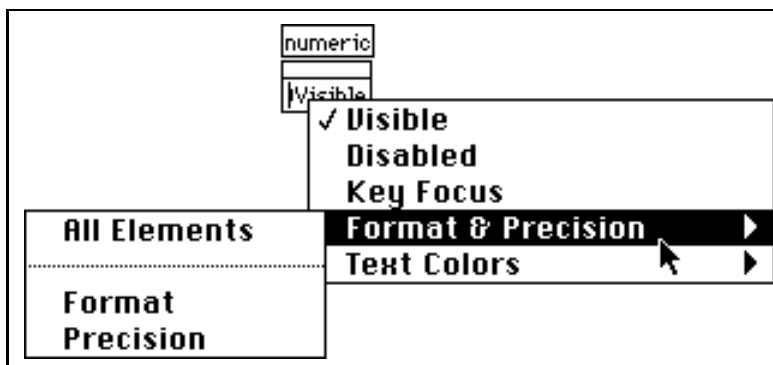 numeric
Visible
✓ Visible
Disabled
Key Focus
Format & Precision
Text Colors
All Elements
Format
Precision